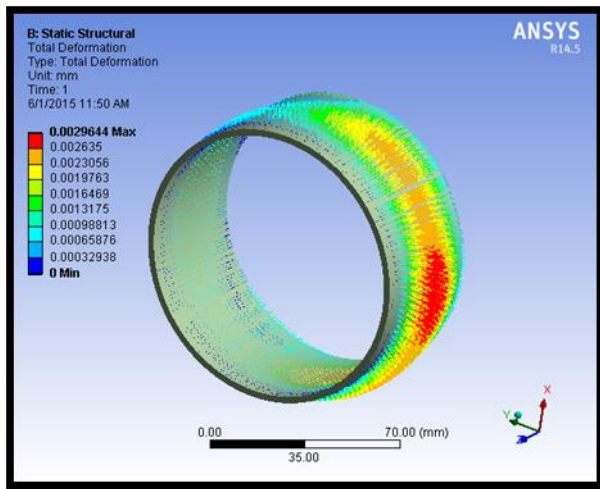 B: Static Structural
Total Deformation
Type: Total Deformation
Unit: mm
Time: 1
6/1/2015 11:50 AM
ANSYS
R14.5
0.0029644 Max
0.002635
0.0023056
0.0019763
0.0016469
0.0013175
0.00098813
0.00065876
0.00032938
0 Min
0.00
70.00 (mm)
35.00
X
Y
Z